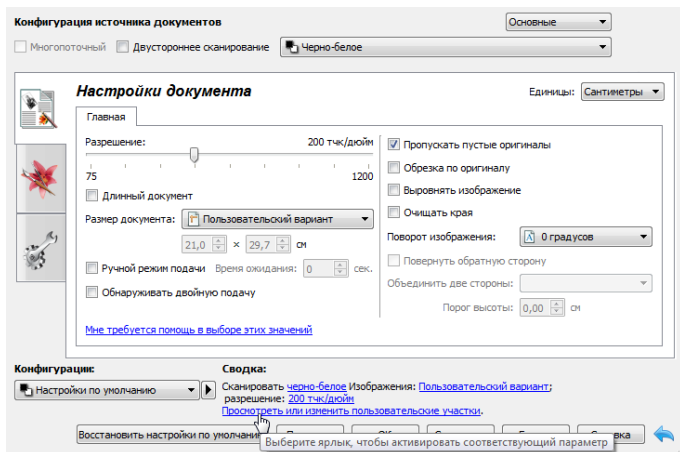 Конфигурация источника документов
Основные
Многопоточный
Двустороннее сканирование
Черно-белое
Настройки документа
Единицы:
Сантиметры
Главная
Разрешение:
200 тчк/дюйм
75
1200
Длинный документ
Размер документа:
Пользовательский вариант
21,0 × 29,7 см
Ручной режим подачи
Время ожидания: 0 сек.
Обнаруживать двойную подачу
Мне требуется помощь в выборе этих значений
Пропускать пустые оригиналы
Обрезка по оригиналу
Выровнять изображение
Очищать края
Поворот изображения:
0 градусов
Повернуть обратную сторону
Объединить две стороны:
Порог высоты: 0,00 см
Конфигурации:
Настройки по умолчанию
Сводка:
Сканировать черно-белое Изображения: Пользовательский вариант;
разрешение: 200 тчк/дюйм
Просмотреть или изменить пользовательские участки.
Восстановить настройки по умолчанию
Выберите ярлык, чтобы активировать соответствующий параметр